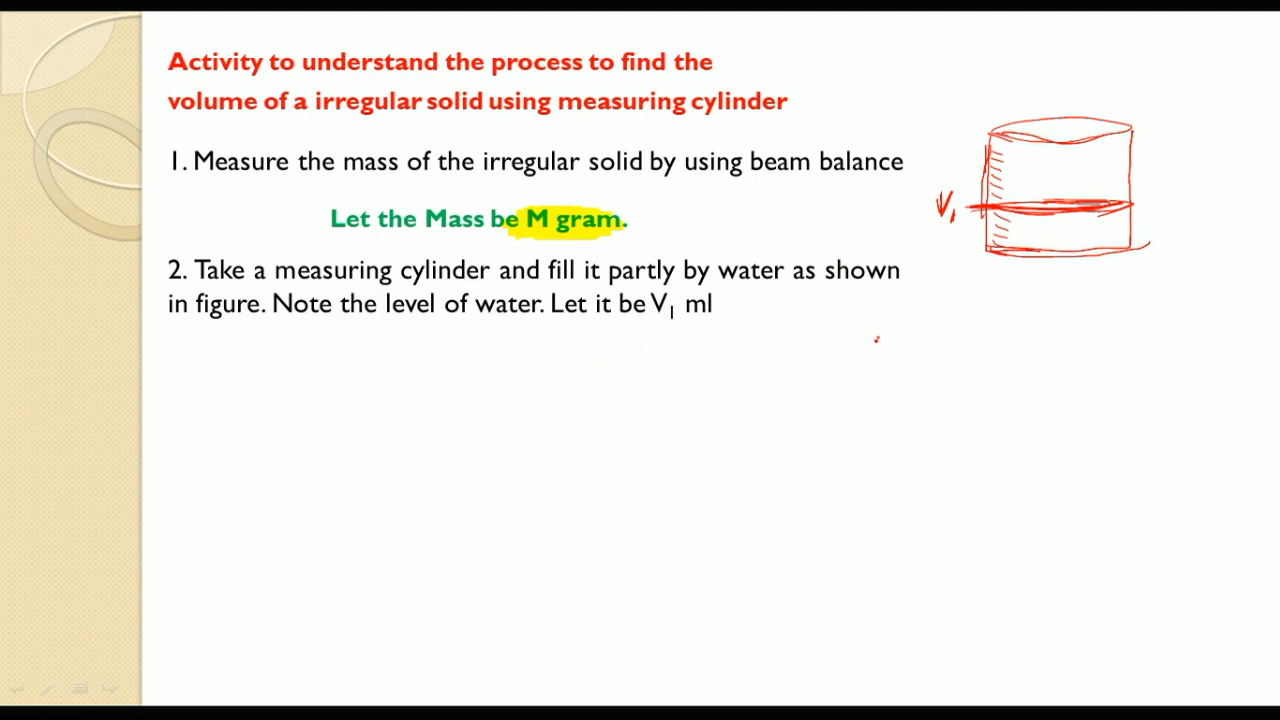 Activity to understand the process to find the
volume of a irregular solid using measuring cylinder
1. Measure the mass of the irregular solid by using beam balance
Let the Mass be M gram.
2. Take a measuring cylinder and fill it partly by water as shown
in figure. Note the level of water. Let it be V₁ ml
V₁